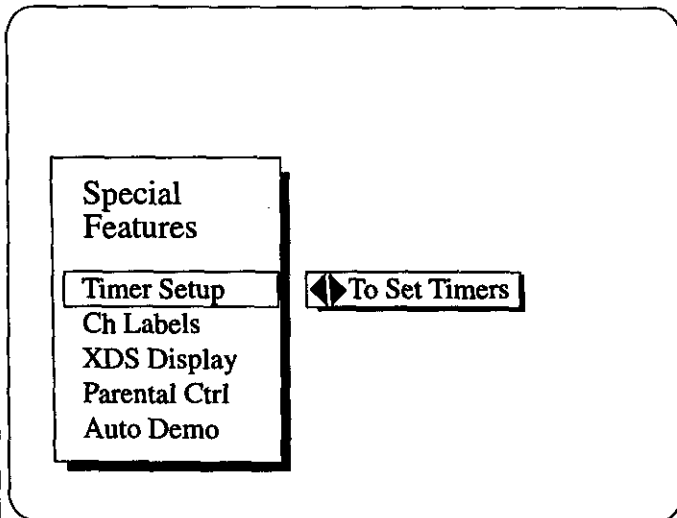 Special
Features
Timer Setup
◀▶To Set Timers
Ch Labels
XDS Display
Parental Ctrl
Auto Demo